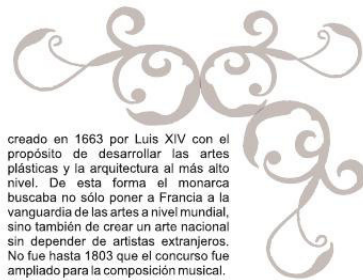 creado en 1663 por Luis XIV con el
propósito de desarrollar las artes
plásticas y la arquitectura al más alto
nivel. De esta forma el monarca
buscaba no sólo poner a Francia a la
vanguardia de las artes a nivel mundial,
sino también de crear un arte nacional
sin depender de artistas extranjeros.
No fue hasta 1803 que el concurso fue
ampliado para la composición musical.